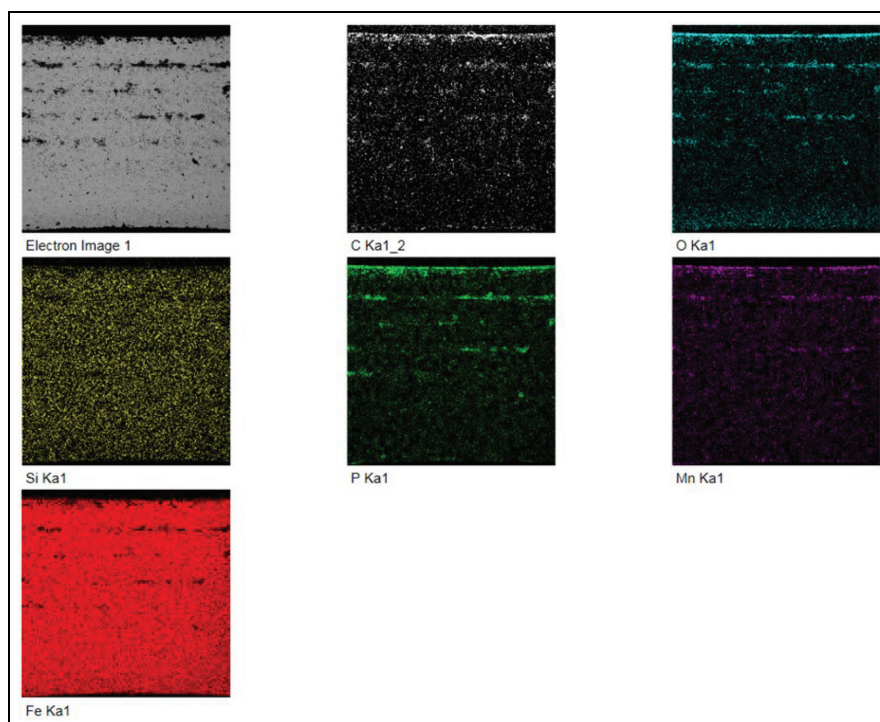 Electron Image 1
C Ka1_2
O Ka1
Si Ka1
P Ka1
Mn Ka1
Fe Ka1